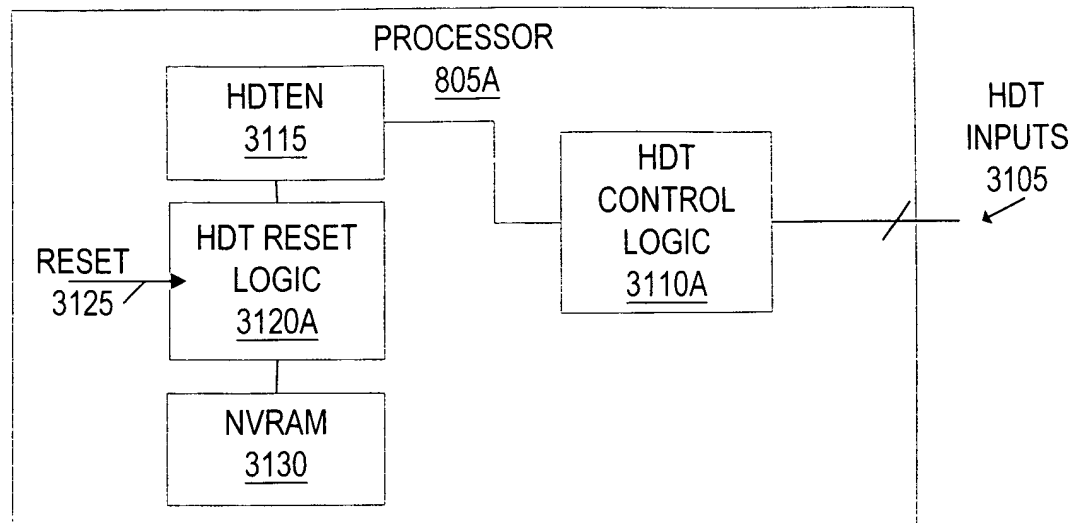 PROCESSOR
805A
HDTEN
3115
HDT
CONTROL
LOGIC
3110A
HDT
INPUTS
3105
HDT RESET
LOGIC
3120A
RESET
3125
NVRAM
3130